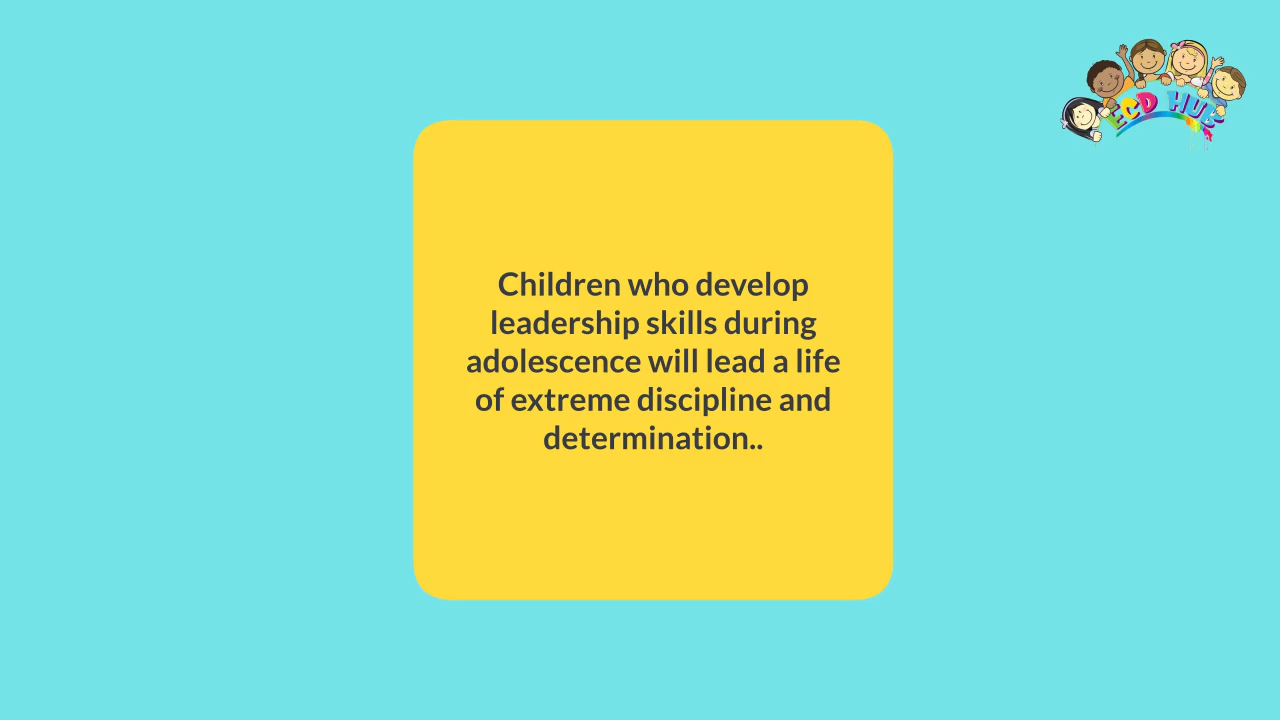 ECD HUB
Children who develop
leadership skills during
adolescence will lead a life
of extreme discipline and
determination..